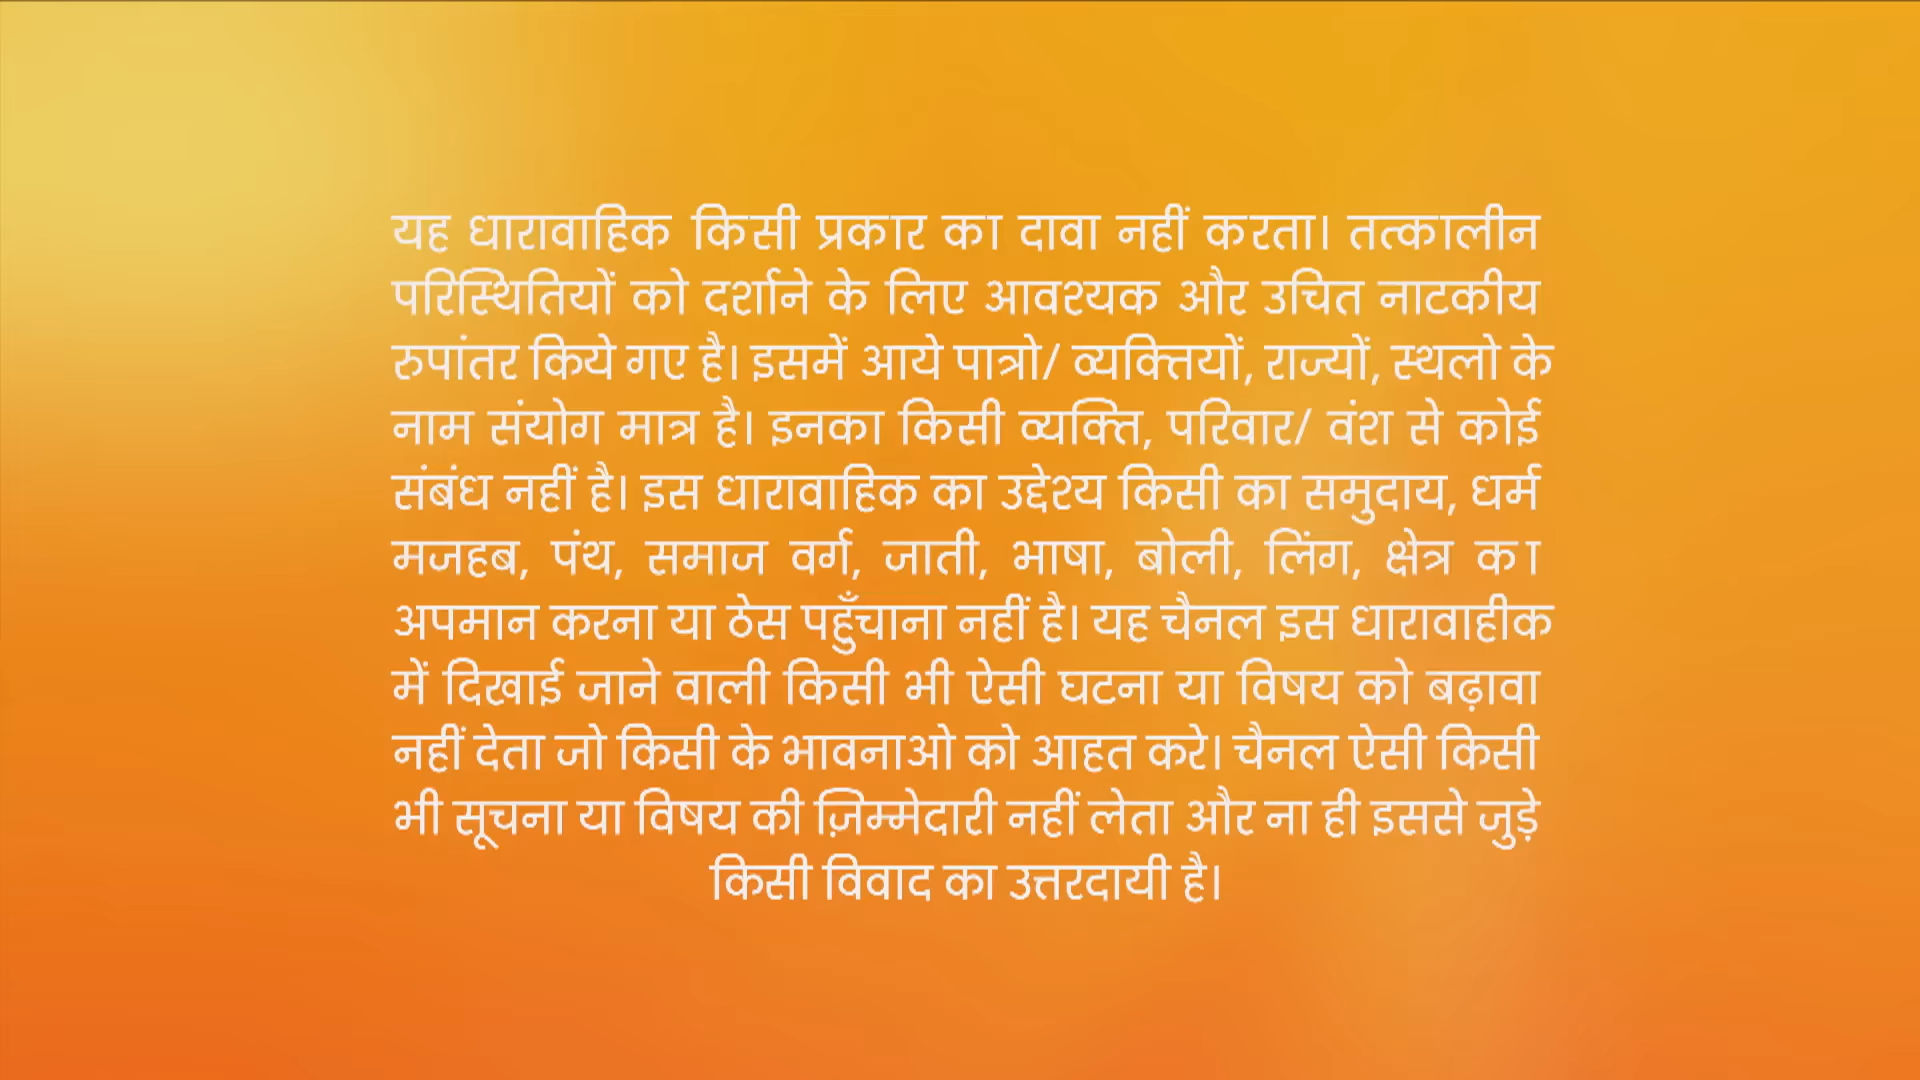 यह धारावाहिक किसी प्रकार का दावा नहीं करता। तत्कालीन
परिस्थितियों को दर्शाने के लिए आवश्यक और उचित नाटकीय
रुपांतर किये गए है। इसमें आये पात्रो/ व्यक्तियों, राज्यों, स्थलो के
नाम संयोग मात्र है। इनका किसी व्यक्ति, परिवार/ वंश से कोई
संबंध नहीं है। इस धारावाहिक का उद्देश्य किसी का समुदाय, धर्म
मजहब, पंथ, समाज वर्ग, जाती, भाषा, बोली, लिंग, क्षेत्र का
अपमान करना या ठेस पहुँचाना नहीं है। यह चैनल इस धारावाहीक
में दिखाई जाने वाली किसी भी ऐसी घटना या विषय को बढ़ावा
नहीं देता जो किसी के भावनाओ को आहत करे। चैनल ऐसी किसी
भी सूचना या विषय की ज़िम्मेदारी नहीं लेता और ना ही इससे जुड़े
किसी विवाद का उत्तरदायी है।